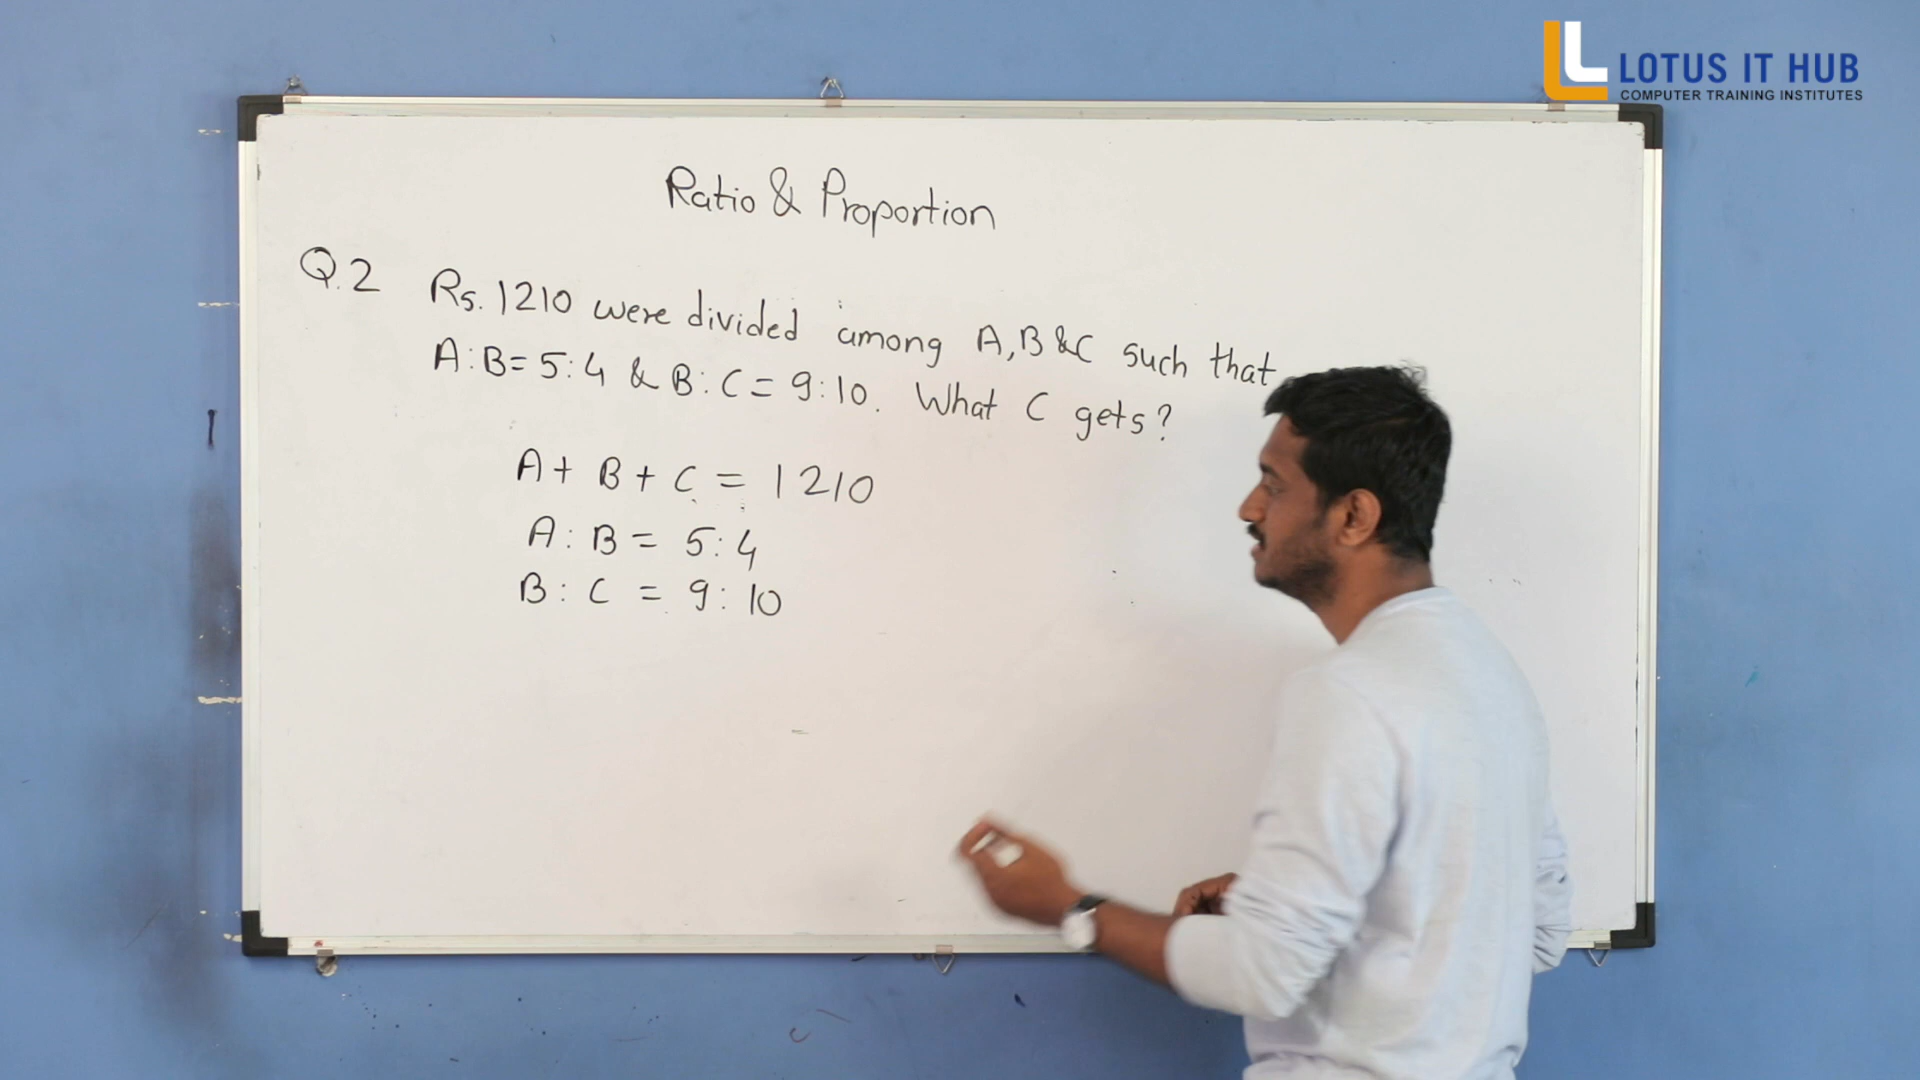 LOTUS IT HUB
COMPUTER TRAINING INSTITUTES
Ratio & Proportion
Q.2 Rs. 1210 were divided among A, B & C such that
A:B = 5:4 & B:C = 9:10. What C gets?
A + B + C = 1210
A : B = 5:4
B : C = 9:10